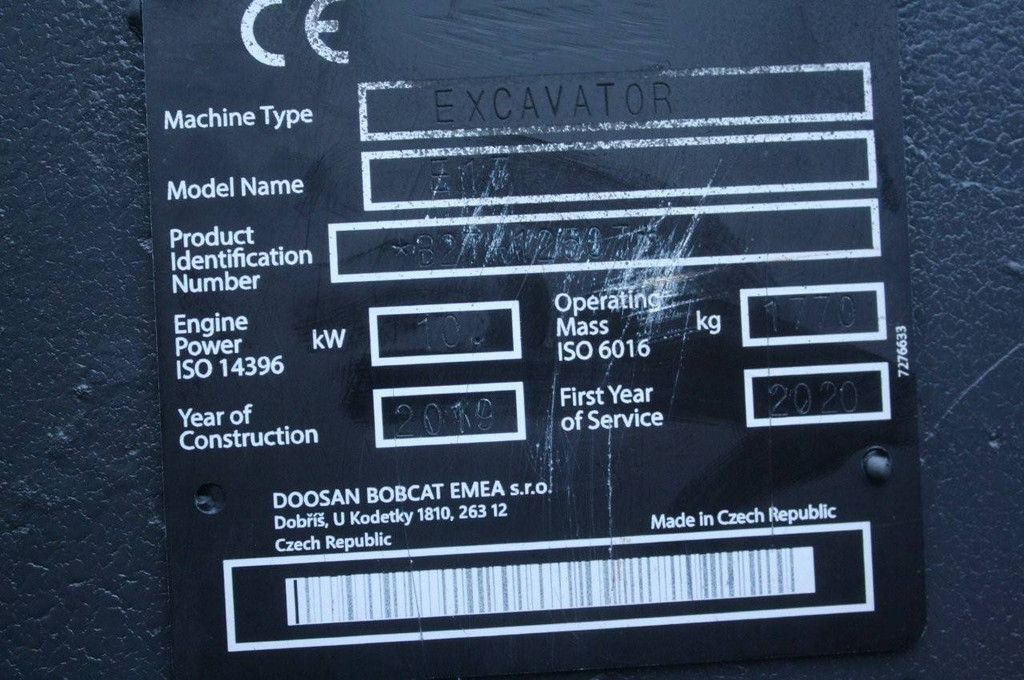 CE
Machine Type EXCAVATOR
Model Name
Product
Identification
Number
Engine
Power kW
ISO 14396
Operating
Mass kg 1770
ISO 6016
Year of
Construction 2019
First Year
of Service 2020
7276633
DOOSAN BOBCAT EMEA s.r.o.
Dobříš, U Kodetky 1810, 263 12
Czech Republic
Made in Czech Republic